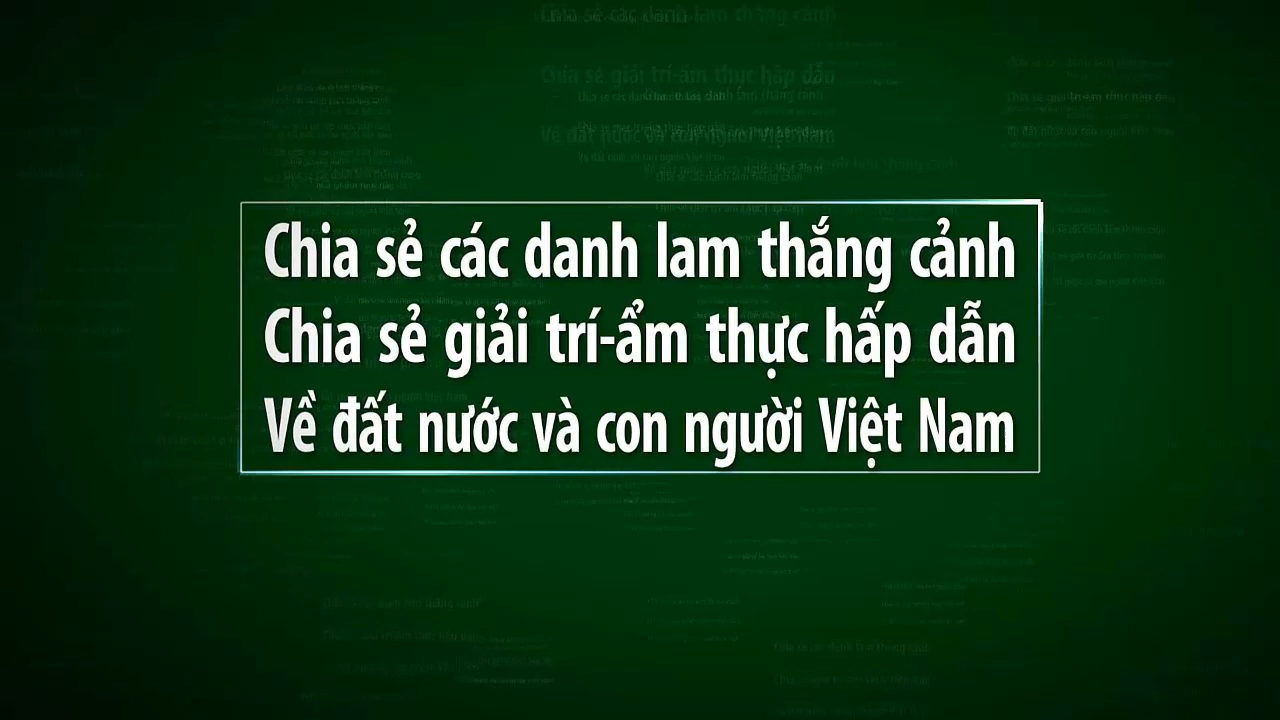 Chia sẻ các danh lam thắng cảnh
Chia sẻ giải trí-ẩm thực hấp dẫn
Về đất nước và con người Việt Nam